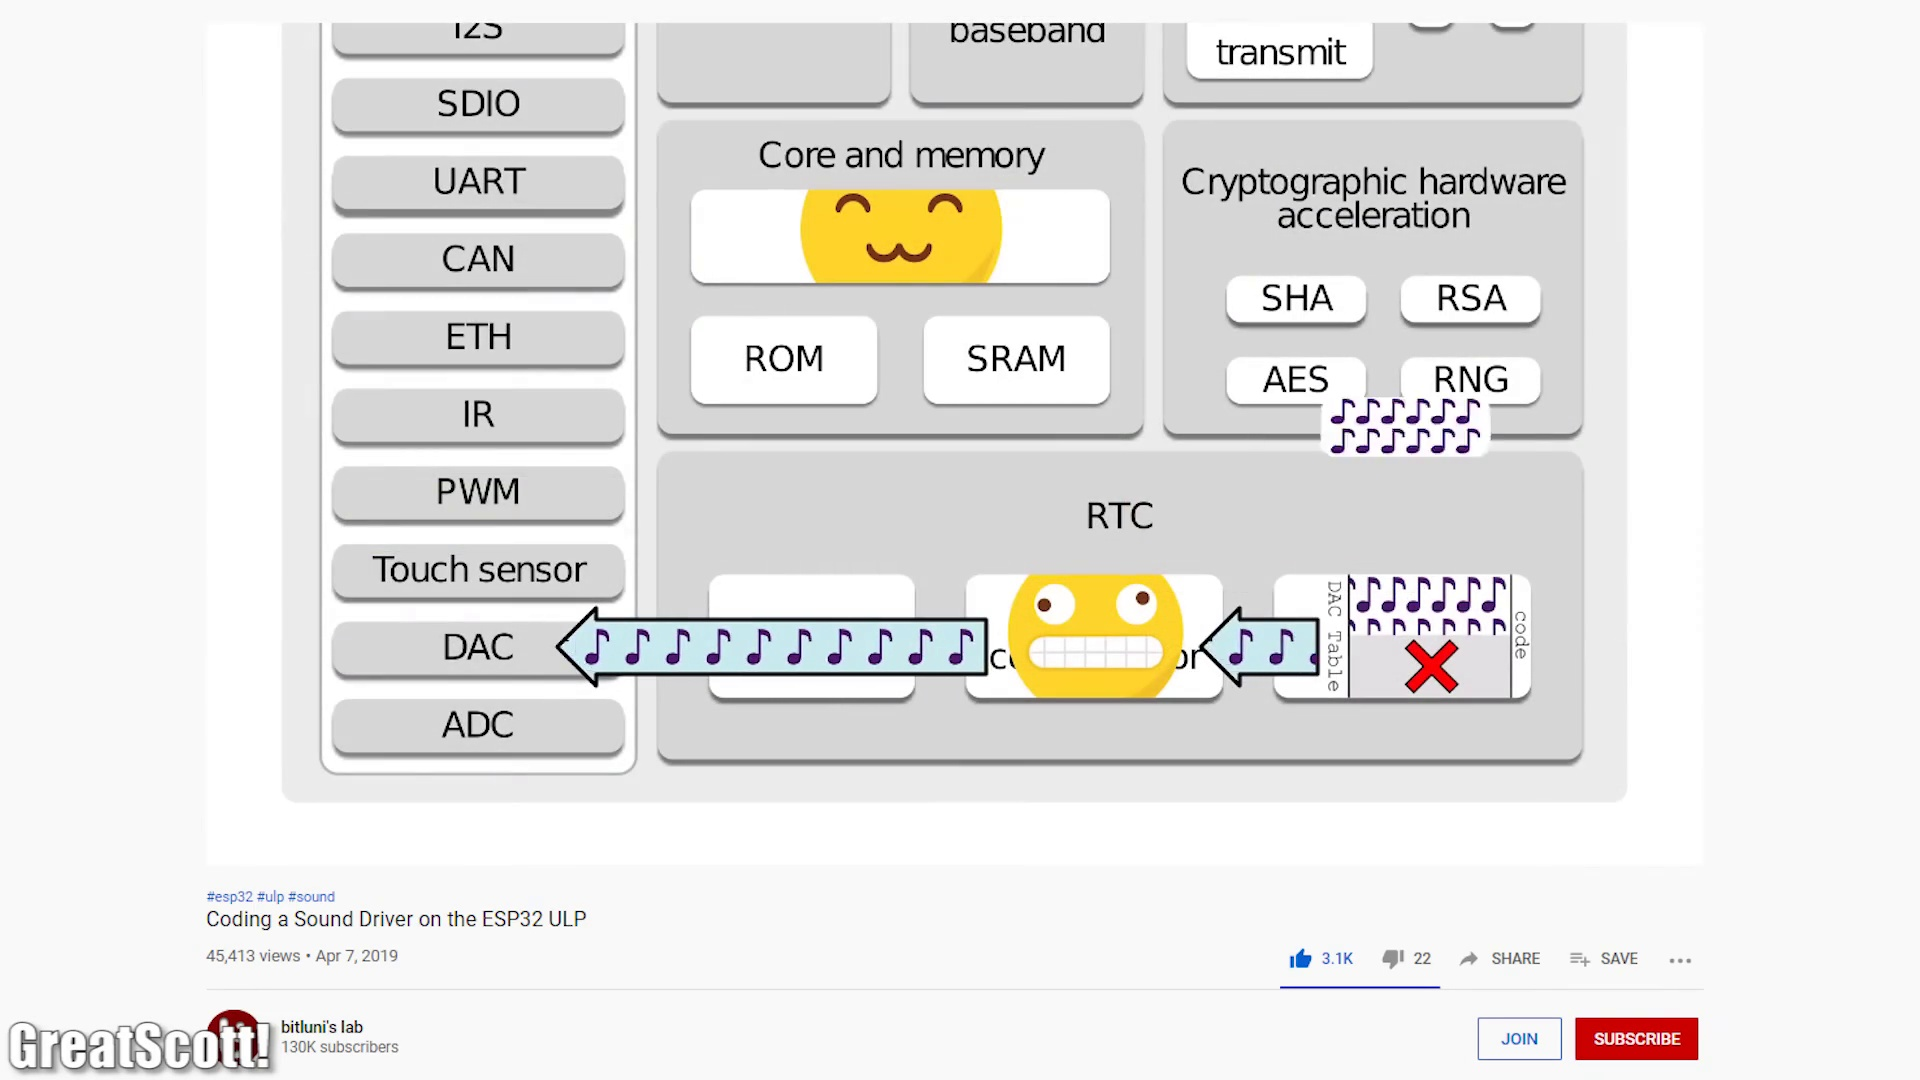 I2S
SDIO
UART
CAN
ETH
IR
PWM
Touch sensor
DAC
ADC
baseband
transmit
Core and memory
ROM
SRAM
Cryptographic hardware
acceleration
SHA
RSA
AES
RNG
RTC
DAC Table
code
#esp32 #ulp #sound
Coding a Sound Driver on the ESP32 ULP
45,413 views • Apr 7, 2019
3.1K
22
SHARE
SAVE
bitluni's lab
130K subscribers
JOIN
SUBSCRIBE
GreatScott!